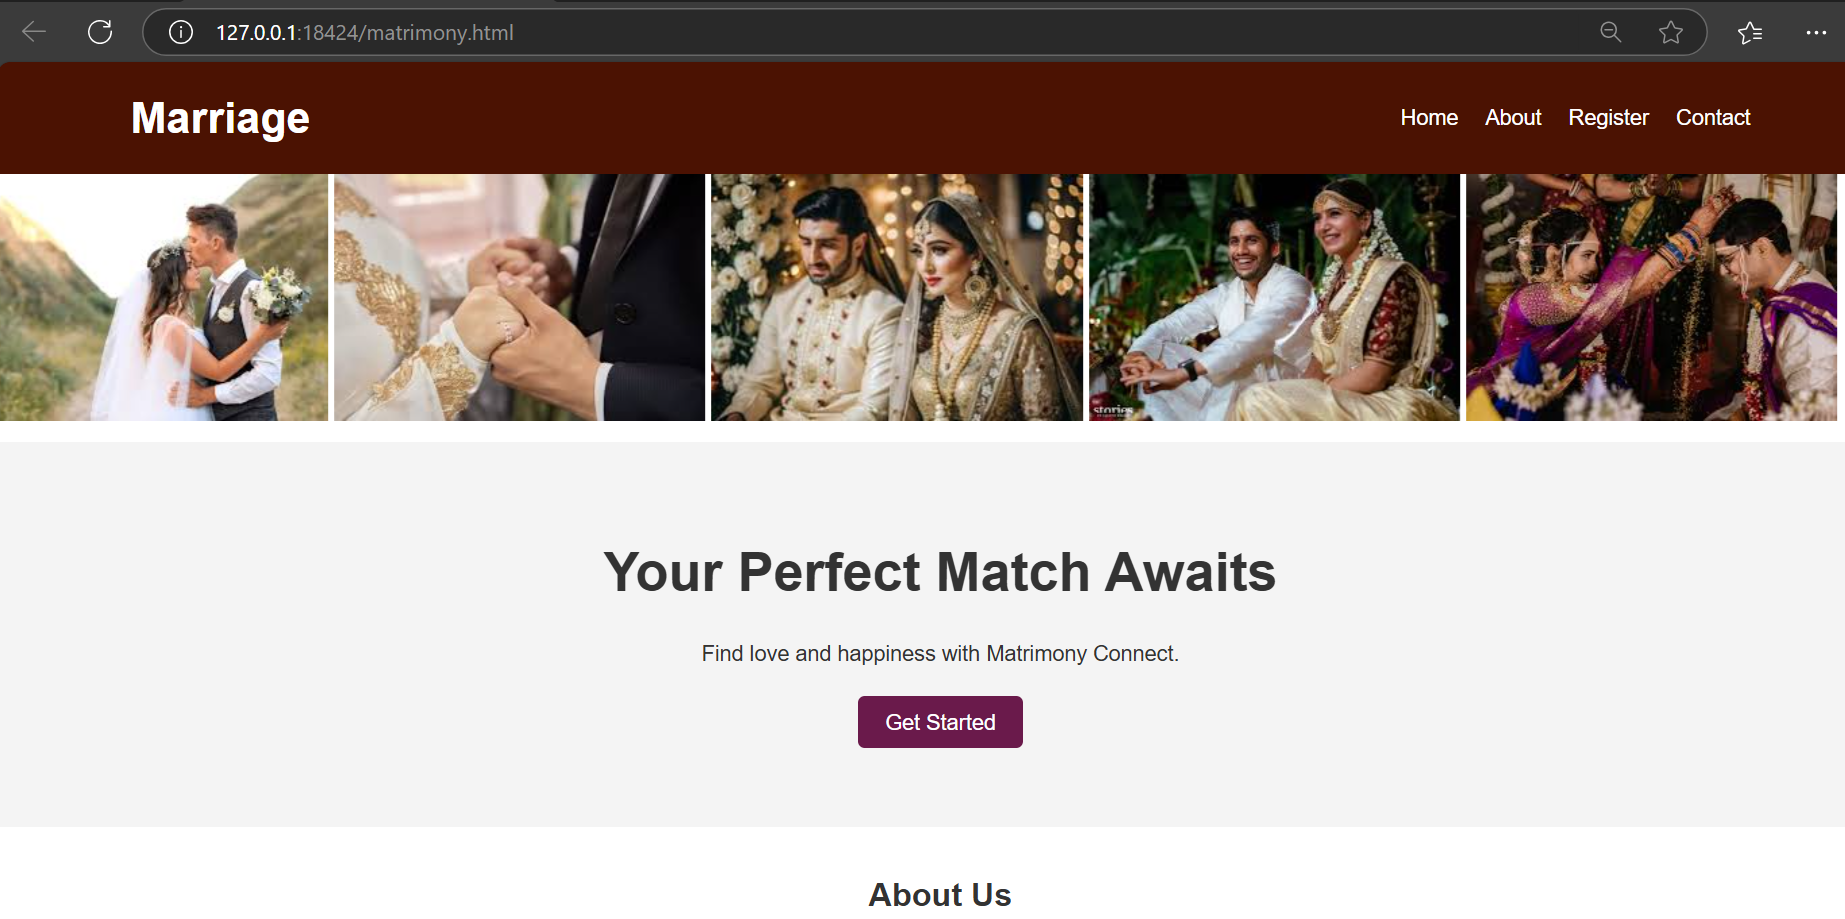 127.0.0.1:18424/matrimony.html
Marriage
Home About Register Contact
stories
Your Perfect Match Awaits
Find love and happiness with Matrimony Connect.
Get Started
About Us